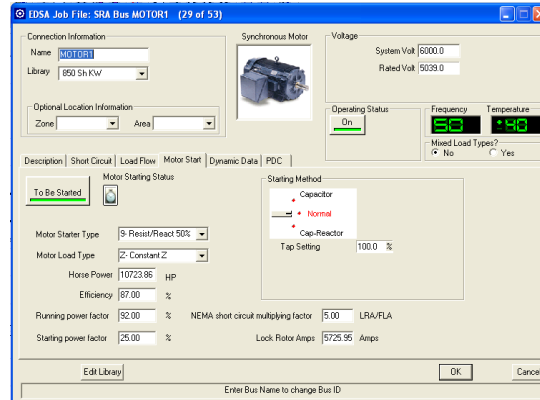 EDSA Job File: SRA Bus MOTOR1 (29 of 53)
Connection Information
Name MOTOR1
Library 850 Sh KW
Optional Location Information
Zone Area
Synchronous Motor
Voltage
System Volt 6000.0
Rated Volt 5039.0
Operating Status
On
Frequency Temperature
50 +40
Mixed Load Types?
No Yes
Description Short Circuit Load Flow Motor Start Dynamic Data PDC
To Be Started
Motor Starting Status
Starting Method
Capacitor
Normal
Cap-Reactor
Tap Setting 100.0 %
Motor Starter Type 9- Resist/React 50%
Motor Load Type Z- Constant Z
Horse Power 10723.86 HP
Efficiency 87.00 %
Running power factor 92.00 % NEMA short circuit multiplying factor 5.00 LRA/FLA
Starting power factor 25.00 % Lock Rotor Amps 5725.95 Amps
Edit Library OK Cancel
Enter Bus Name to change Bus ID